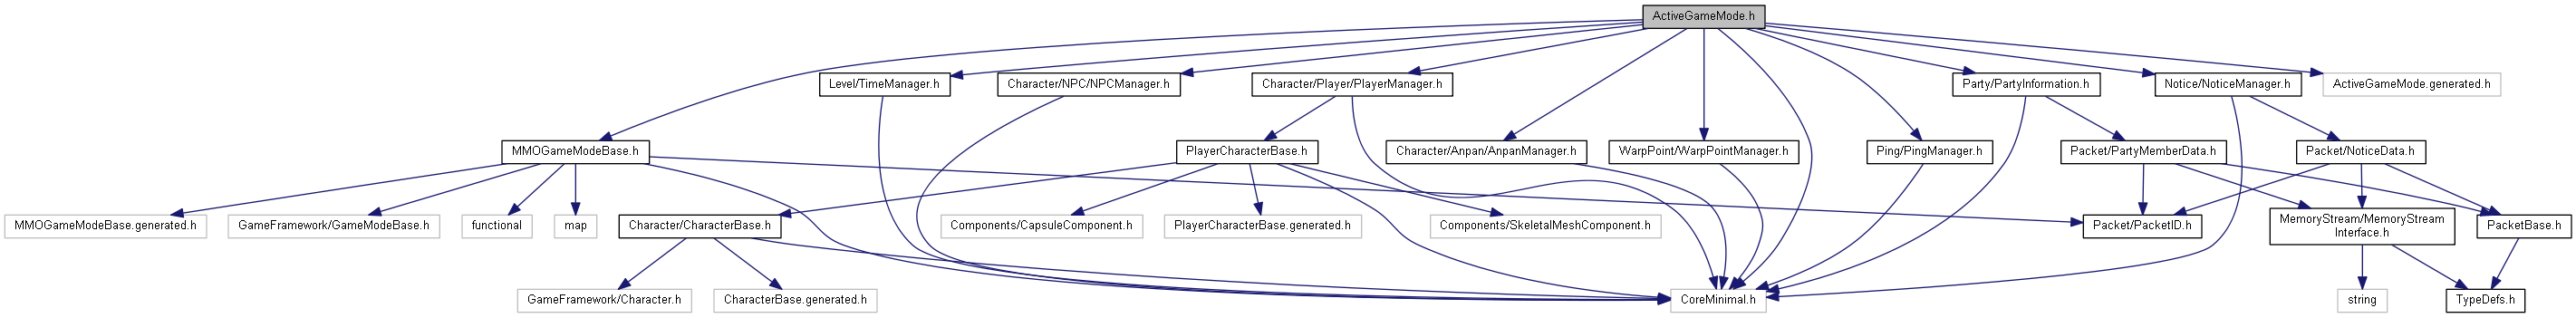 ActiveGameMode.h
Level/TimeManager.h
Character/NPC/NPCManager.h
Character/Player/PlayerManager.h
Party/PartyInformation.h
Notice/NoticeManager.h
ActiveGameMode.generated.h
MMOGameModeBase.h
PlayerCharacterBase.h
Character/Anpan/AnpanManager.h
WarpPoint/WarpPointManager.h
Ping/PingManager.h
Packet/PartyMemberData.h
Packet/NoticeData.h
MMOGameModeBase.generated.h
GameFramework/GameModeBase.h
functional
map
Character/CharacterBase.h
Components/CapsuleComponent.h
PlayerCharacterBase.generated.h
Components/SkeletalMeshComponent.h
Packet/PacketID.h
MemoryStream/MemoryStream
Interface.h
PacketBase.h
GameFramework/Character.h
CharacterBase.generated.h
CoreMinimal.h
string
TypeDefs.h